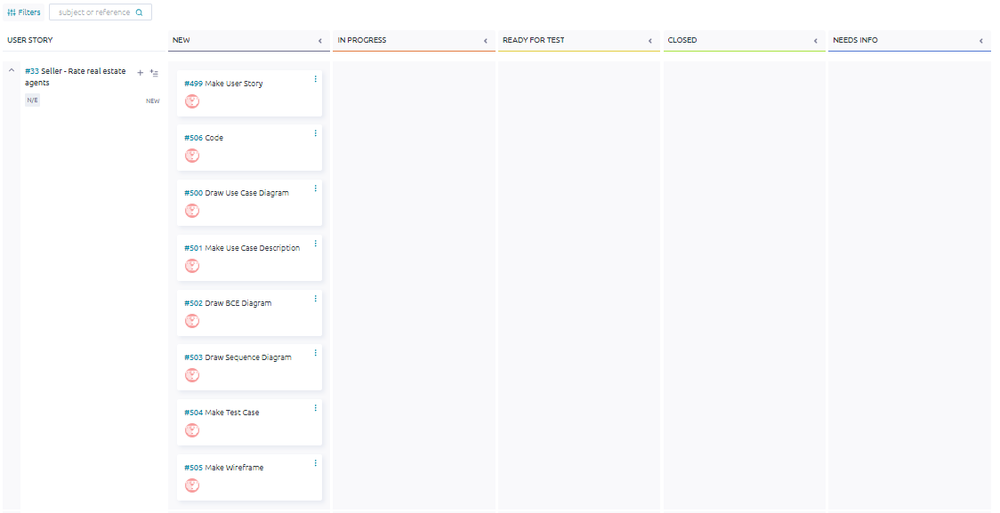 Filters
subject or reference
USER STORY
NEW
IN PROGRESS
READY FOR TEST
CLOSED
NEEDS INFO
#33 Seller - Rate real estate
agents
N/E
NEW
#499 Make User Story
#506 Code
#500 Draw Use Case Diagram
#501 Make Use Case Description
#502 Draw BCE Diagram
#503 Draw Sequence Diagram
#504 Make Test Case
#505 Make Wireframe